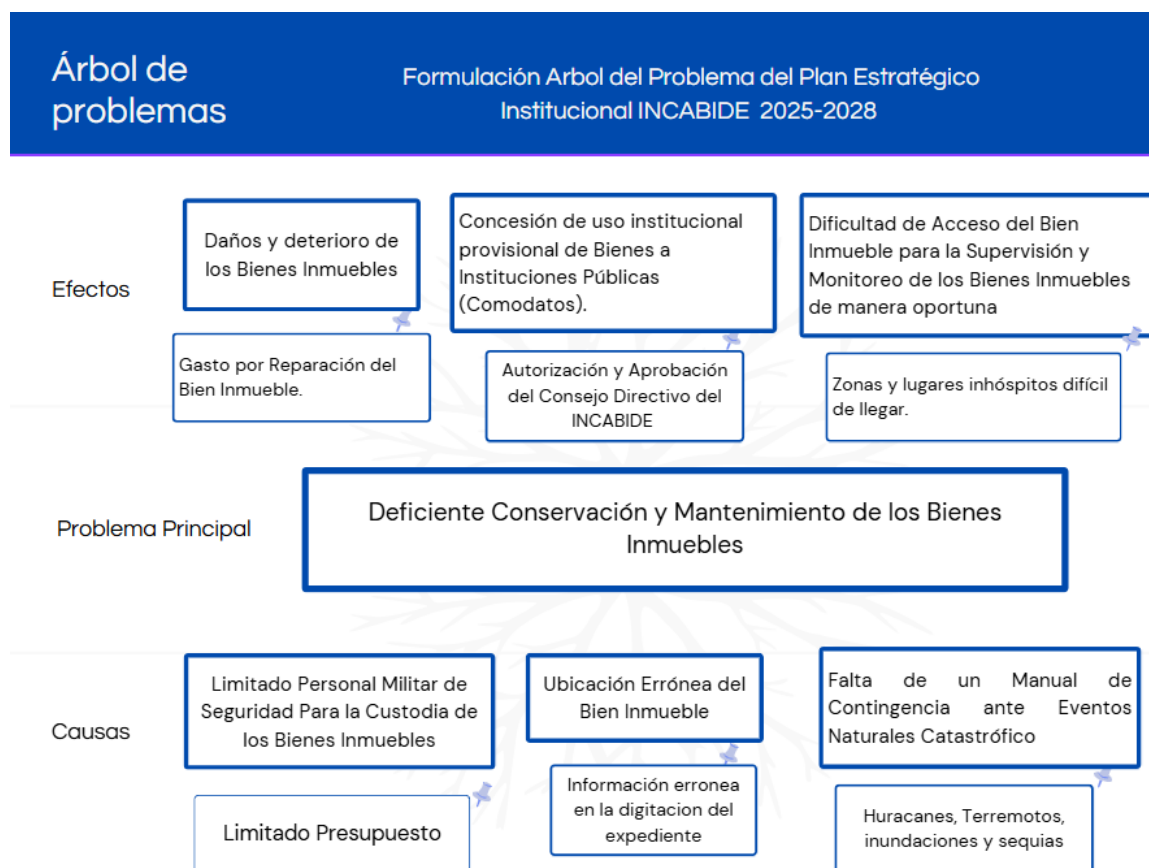 Árbol de
problemas
Formulación Arbol del Problema del Plan Estratégico
Institucional INCABIDE 2025-2028
Efectos
Daños y deterioro de
los Bienes Inmuebles
Gasto por Reparación del
Bien Inmueble.
Concesión de uso institucional
provisional de Bienes a
Instituciones Públicas
(Comodatos).
Autorización y Aprobación
del Consejo Directivo del
INCABIDE
Dificultad de Acceso del Bien
Inmueble para la Supervisión y
Monitoreo de los Bienes Inmuebles
de manera oportuna
Zonas y lugares inhóspitos difícil
de llegar.
Problema Principal
Deficiente Conservación y Mantenimiento de los Bienes
Inmuebles
Causas
Limitado Personal Militar de
Seguridad Para la Custodia de
los Bienes Inmuebles
Limitado Presupuesto
Ubicación Errónea del
Bien Inmueble
Información erronea
en la digitacion del
expediente
Falta de un Manual de
Contingencia ante Eventos
Naturales Catastrófico
Huracanes, Terremotos,
inundaciones y sequias